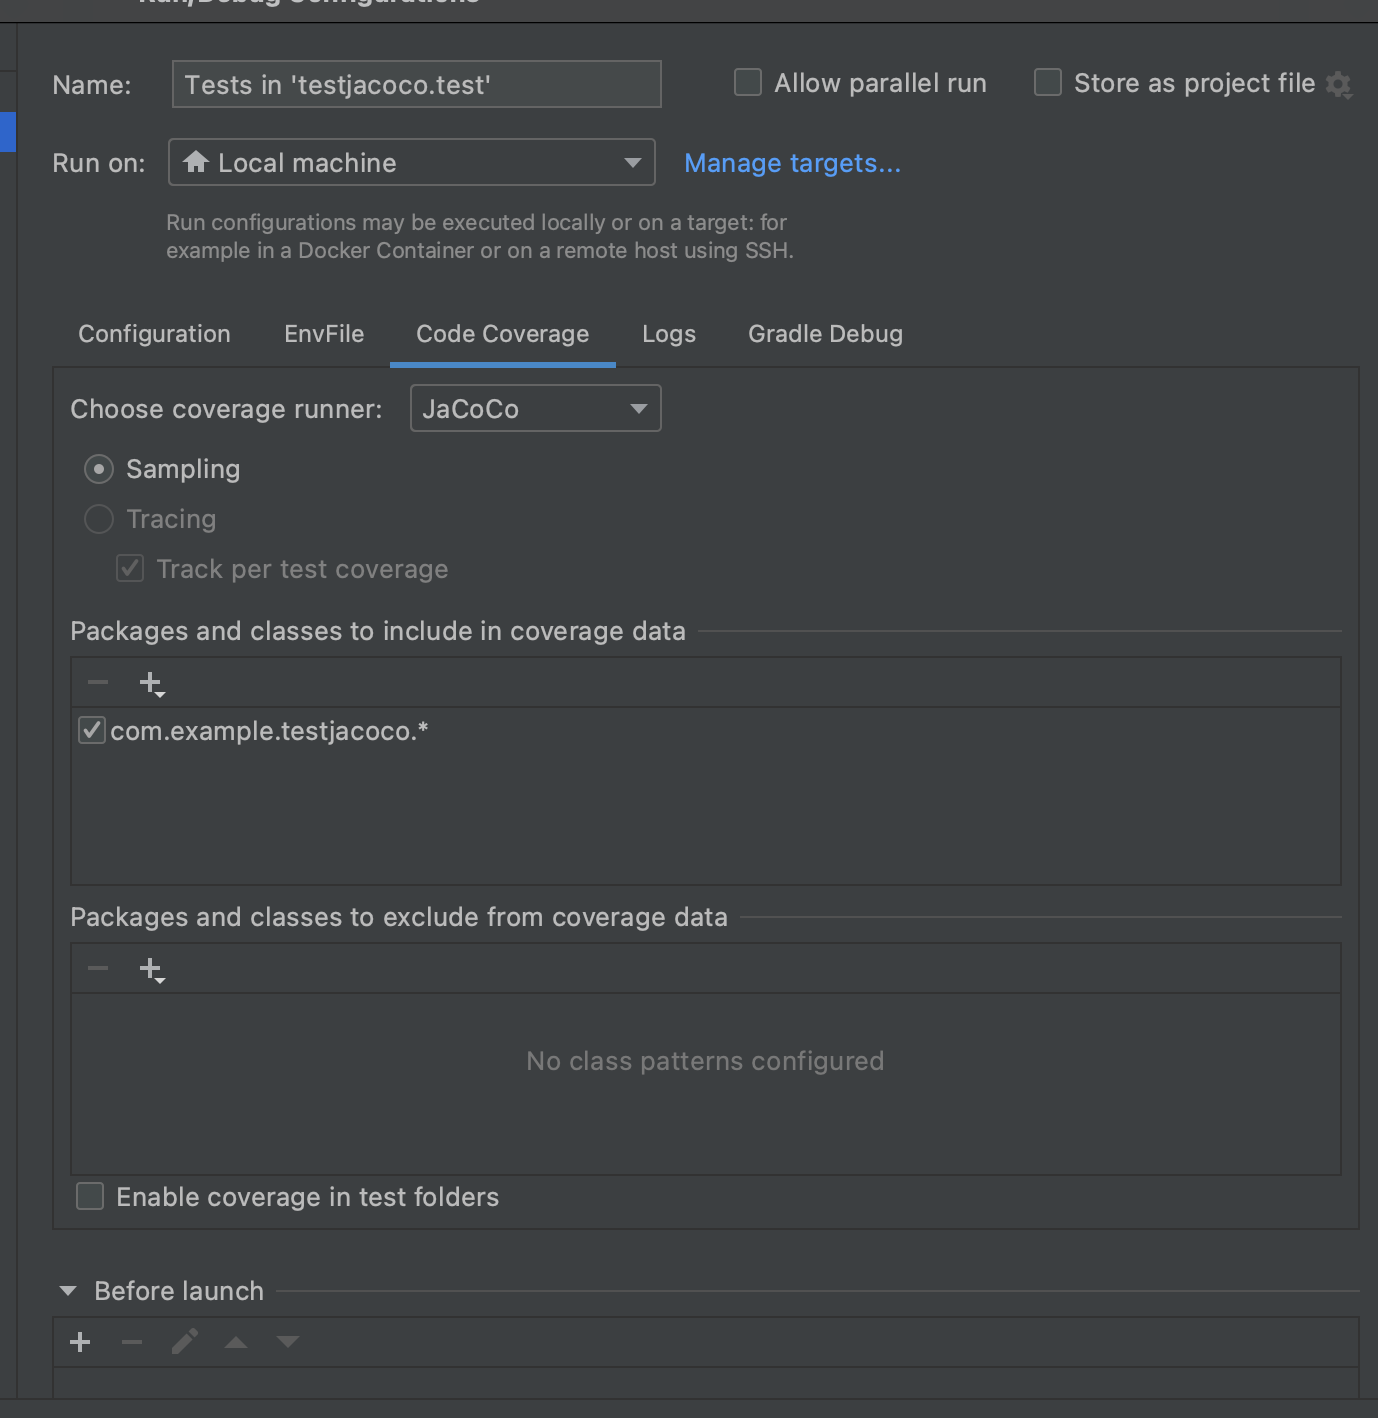 Run/Debug Configurations
Name: Tests in 'testjacoco.test' Allow parallel run Store as project file
Run on: Local machine Manage targets...
Run configurations may be executed locally or on a target: for
example in a Docker Container or on a remote host using SSH.
Configuration EnvFile Code Coverage Logs Gradle Debug
Choose coverage runner: JaCoCo
Sampling
Tracing
Track per test coverage
Packages and classes to include in coverage data
com.example.testjacoco.*
Packages and classes to exclude from coverage data
No class patterns configured
Enable coverage in test folders
Before launch